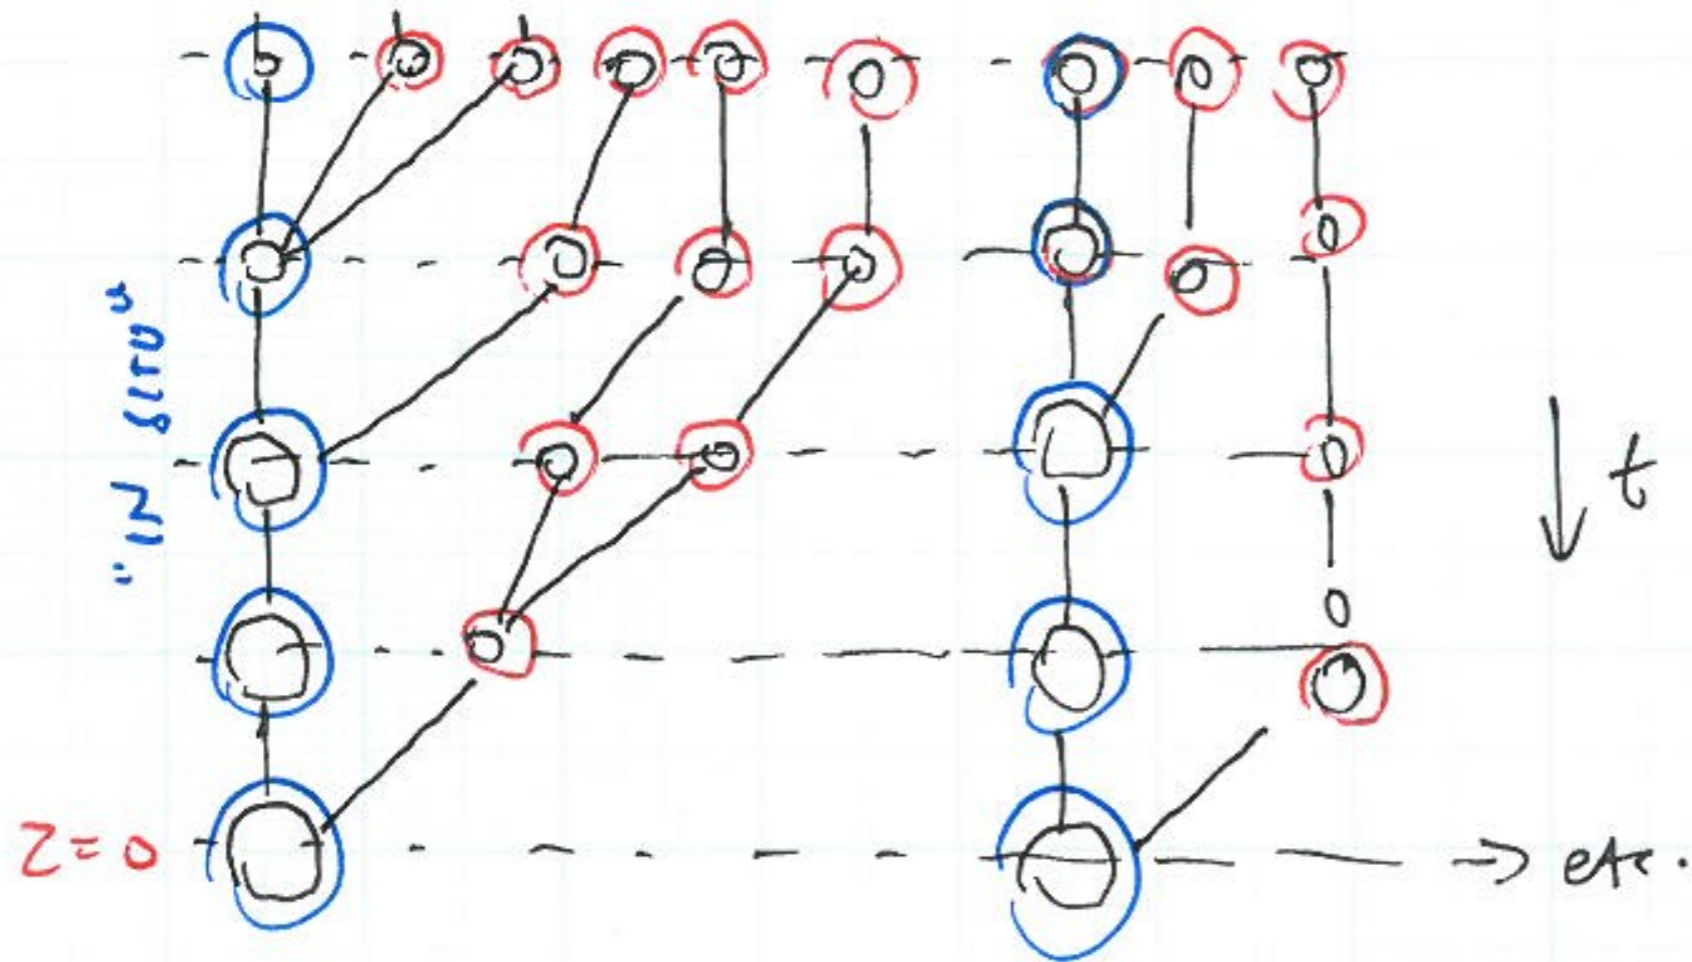 "IN SITU"
t
Z=0
→ etc.